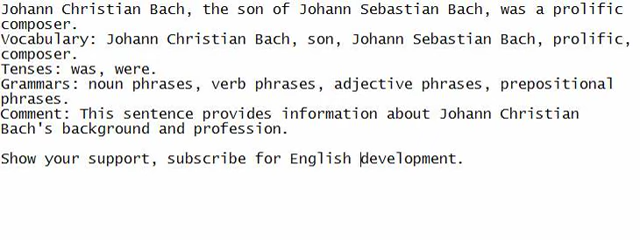 Johann Christian Bach, the son of Johann Sebastian Bach, was a prolific
composer.
Vocabulary: Johann Christian Bach, son, Johann Sebastian Bach, prolific,
composer.
Tenses: was, were.
Grammars: noun phrases, verb phrases, adjective phrases, prepositional
phrases.
Comment: This sentence provides information about Johann Christian
Bach's background and profession.
Show your support, subscribe for English development.